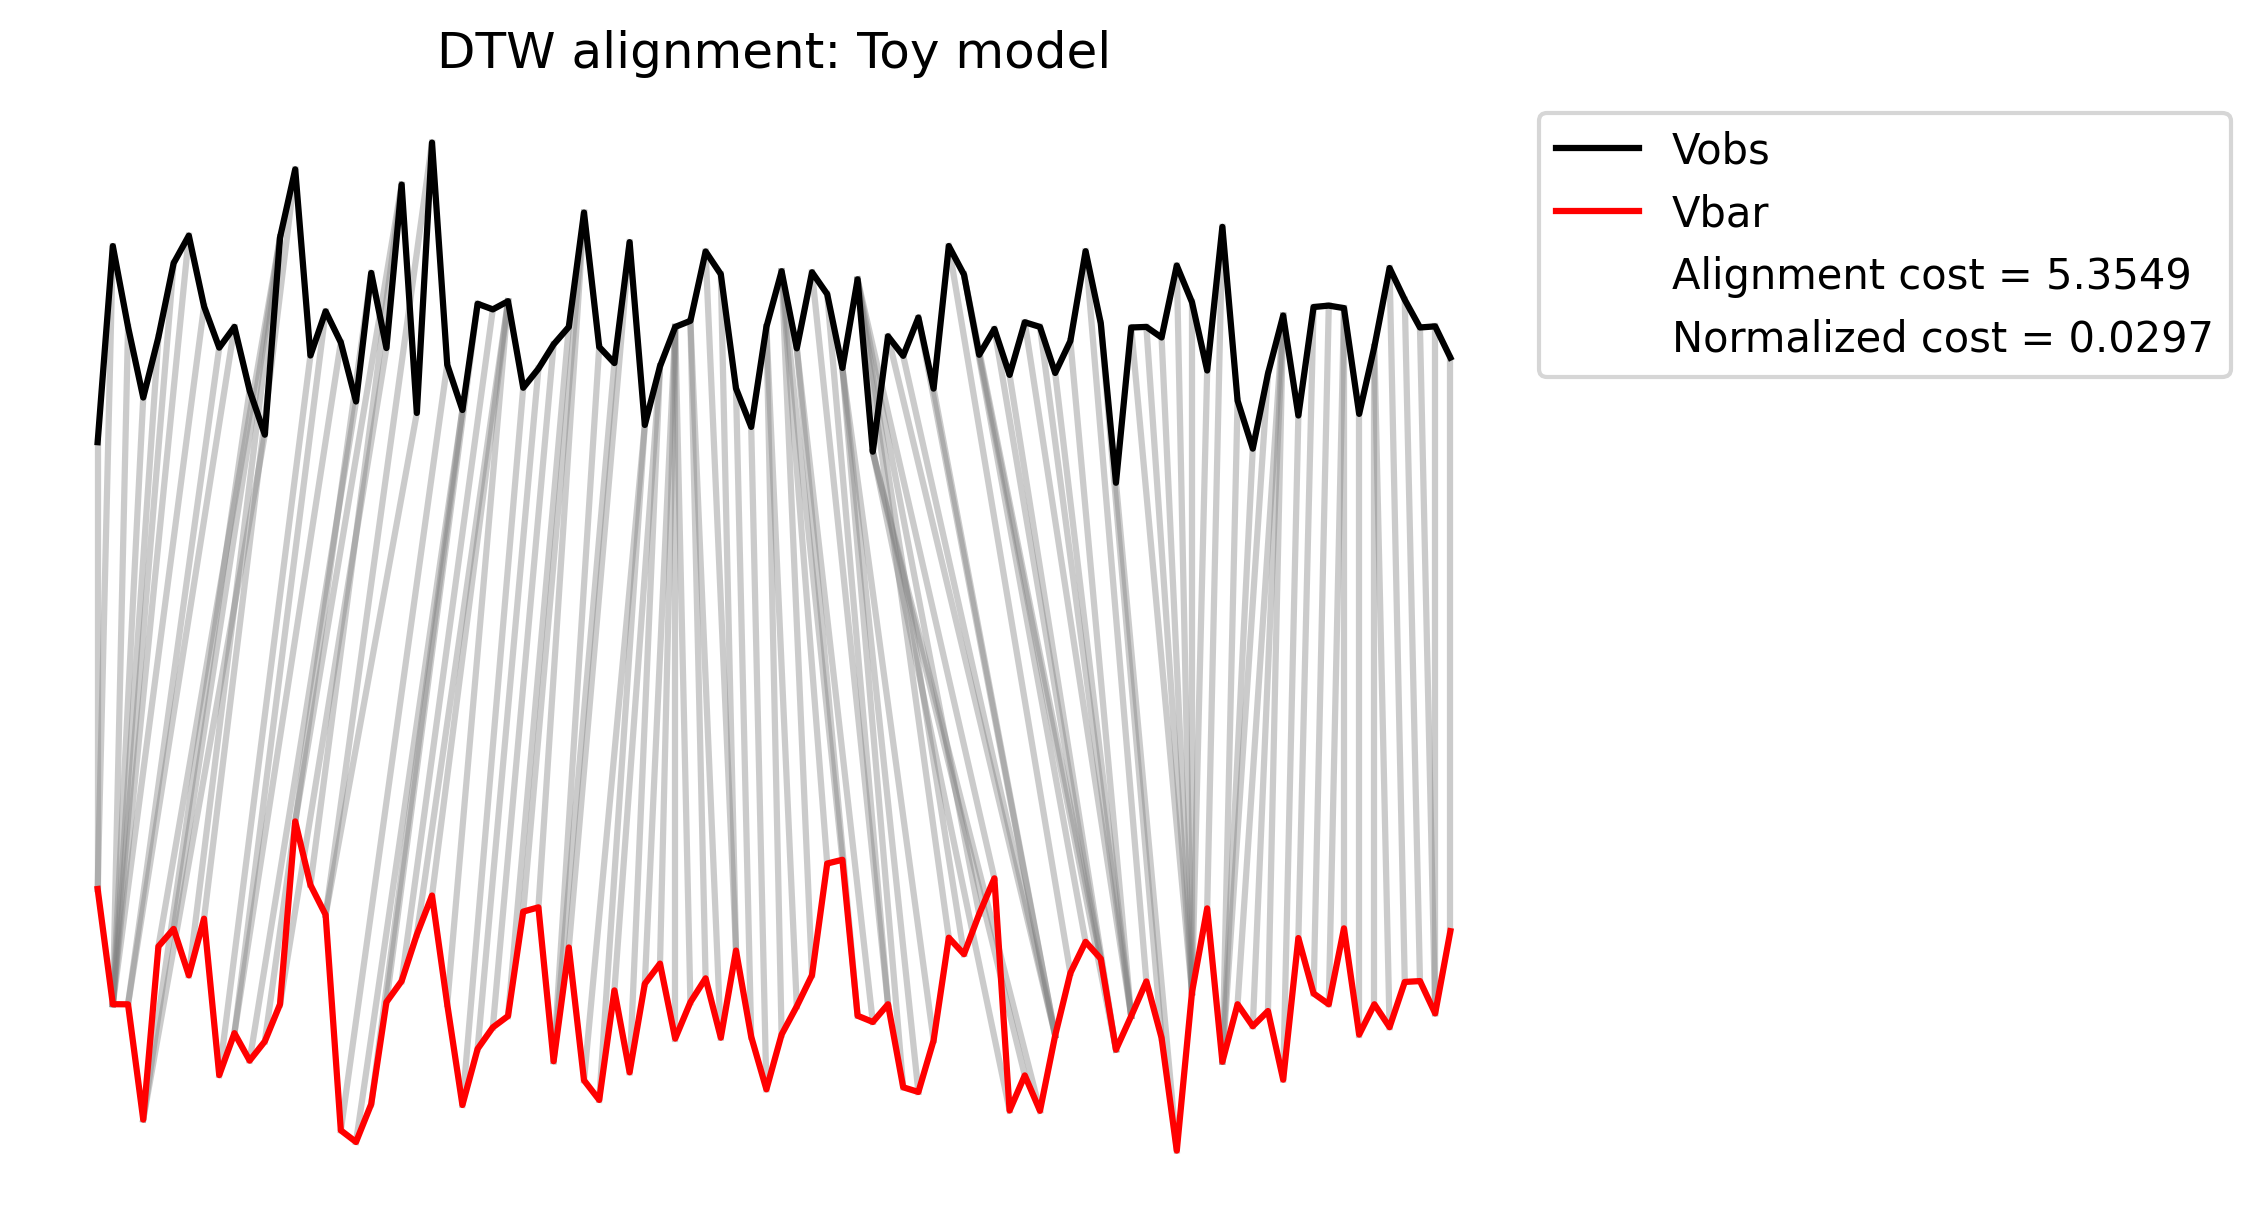 DTW alignment: Toy model
Vobs
Vbar
Alignment cost = 5.3549
Normalized cost = 0.0297